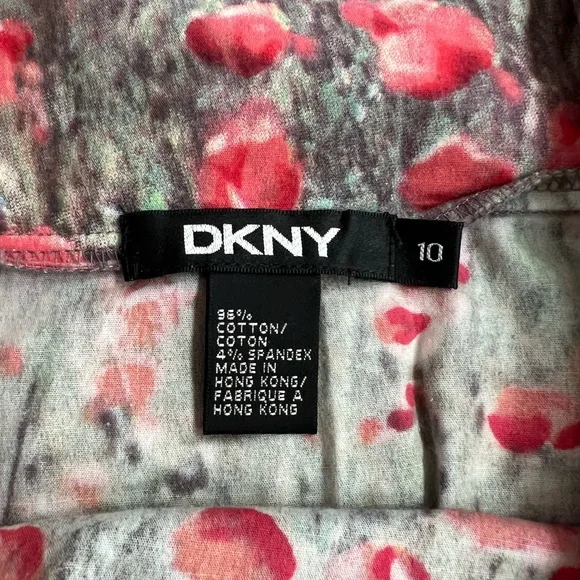 DKNY
10
96%
COTTON/
COTON
4% SPANDEX
MADE IN
HONG KONG/
FABRIQUE A
HONG KONG